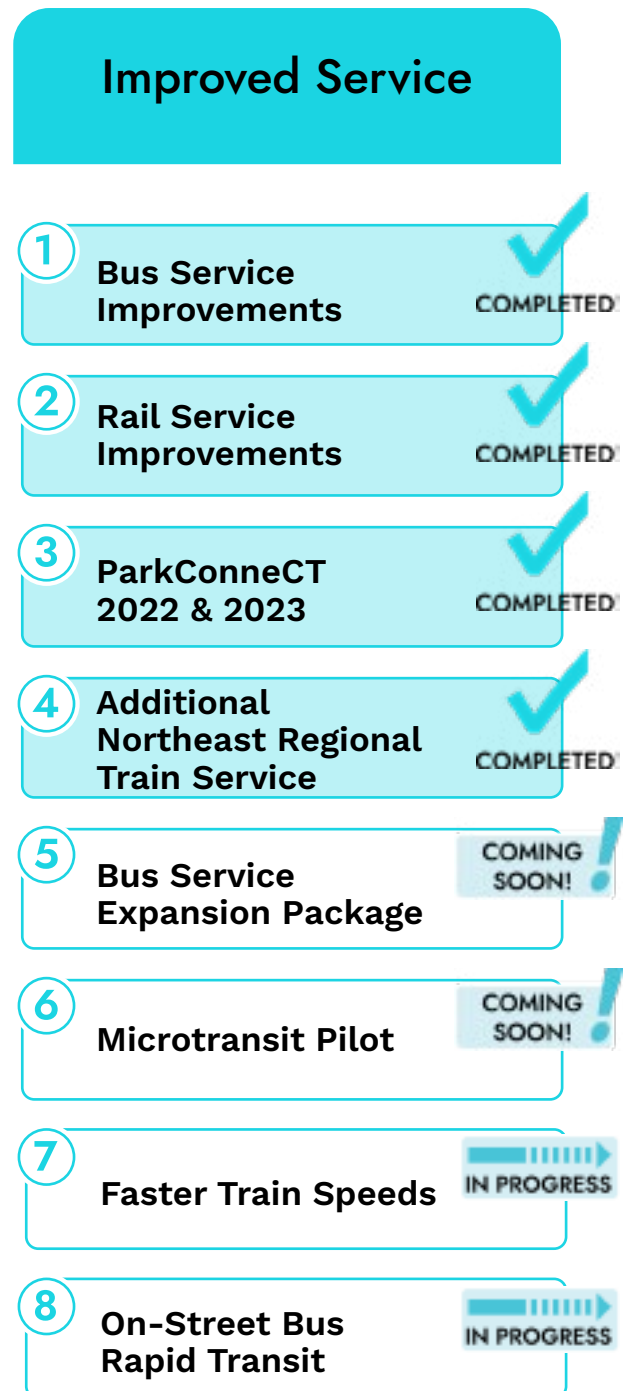 Improved Service
1
Bus Service
Improvements
COMPLETED
2
Rail Service
Improvements
COMPLETED
3
ParkConneCT
2022 & 2023
COMPLETED
4
Additional
Northeast Regional
Train Service
COMPLETED
5
Bus Service
Expansion Package
COMING
SOON!
6
Microtransit Pilot
COMING
SOON!
7
Faster Train Speeds
IN PROGRESS
8
On-Street Bus
Rapid Transit
IN PROGRESS